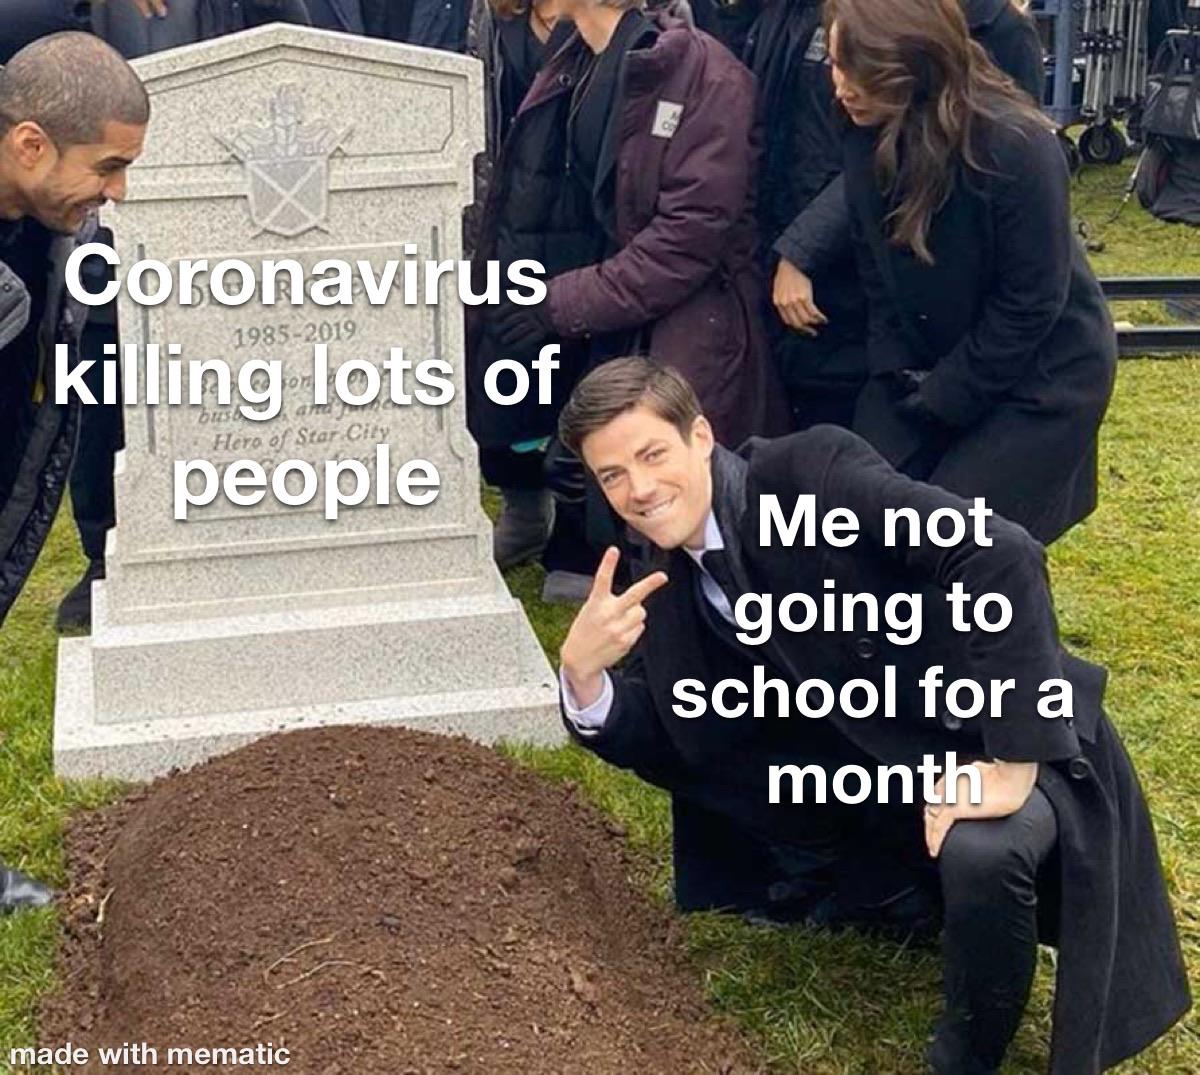 Coronavirus
killing lots of
people
1985-2019
Hero of Star City
Me not
going to
school for a
month
made with mematic